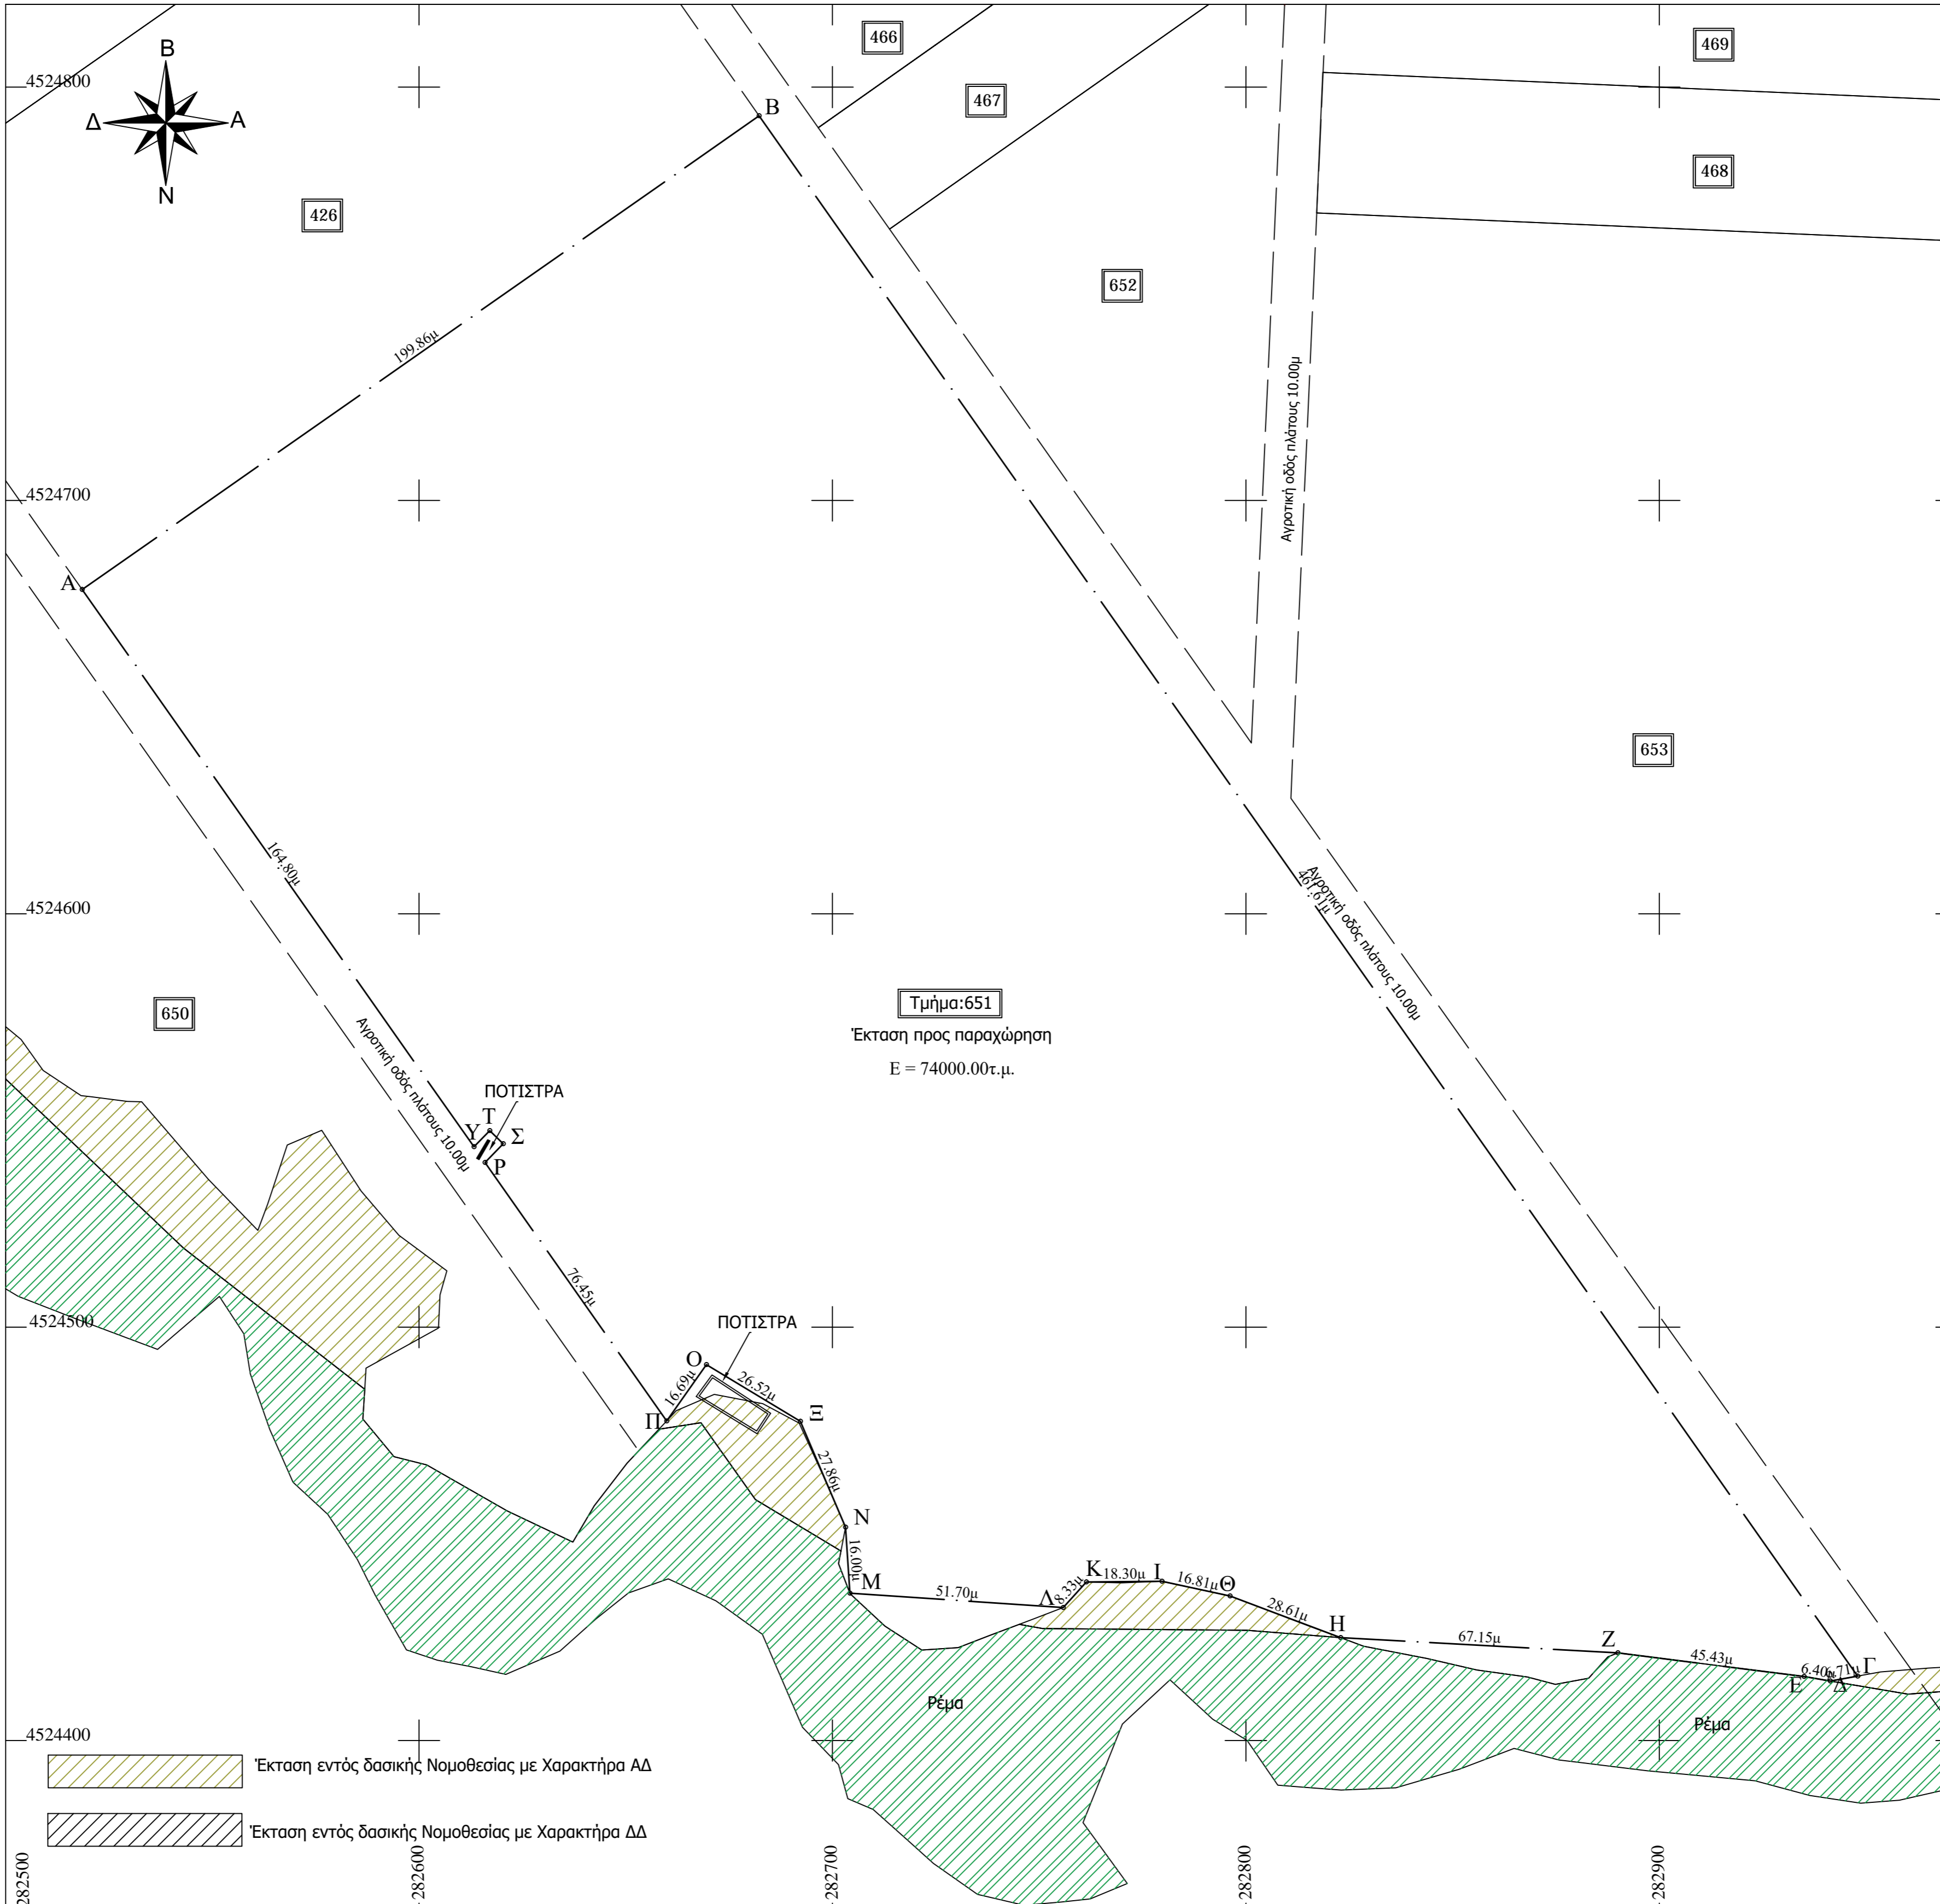 466
469
Β
4524800
467
Β
Δ
Α
468
Ν
426
652
199.86μ
Αγροτική οδός πλάτους 10.00μ
4524700
Α
653
164.80μ
461.61μ
Αγροτική οδός πλάτους 10.00μ
4524600
Τμήμα:651
650
Έκταση προς παραχώρηση
Ε = 74000.00τ.μ.
Αγροτική οδός πλάτους 10.00μ
ΠΟΤΙΣΤΡΑ
Τ
Υ
Σ
Ρ
76.45μ
4524500
ΠΟΤΙΣΤΡΑ
Ο
16.69μ
26.52μ
Π
Ξ
27.86μ
Ν
16.00μ
Μ
51.70μ
Λ
8.33μ
Κ
18.30μ
Ι
16.81μ
Θ
28.61μ
Η
67.15μ
Ζ
45.43μ
Ε
6.40μ
Δ
Γ
Ρέμα
Ρέμα
4524400
Έκταση εντός δασικής Νομοθεσίας με Χαρακτήρα ΑΔ
Έκταση εντός δασικής Νομοθεσίας με Χαρακτήρα ΔΔ
282500
282600
282700
282800
282900